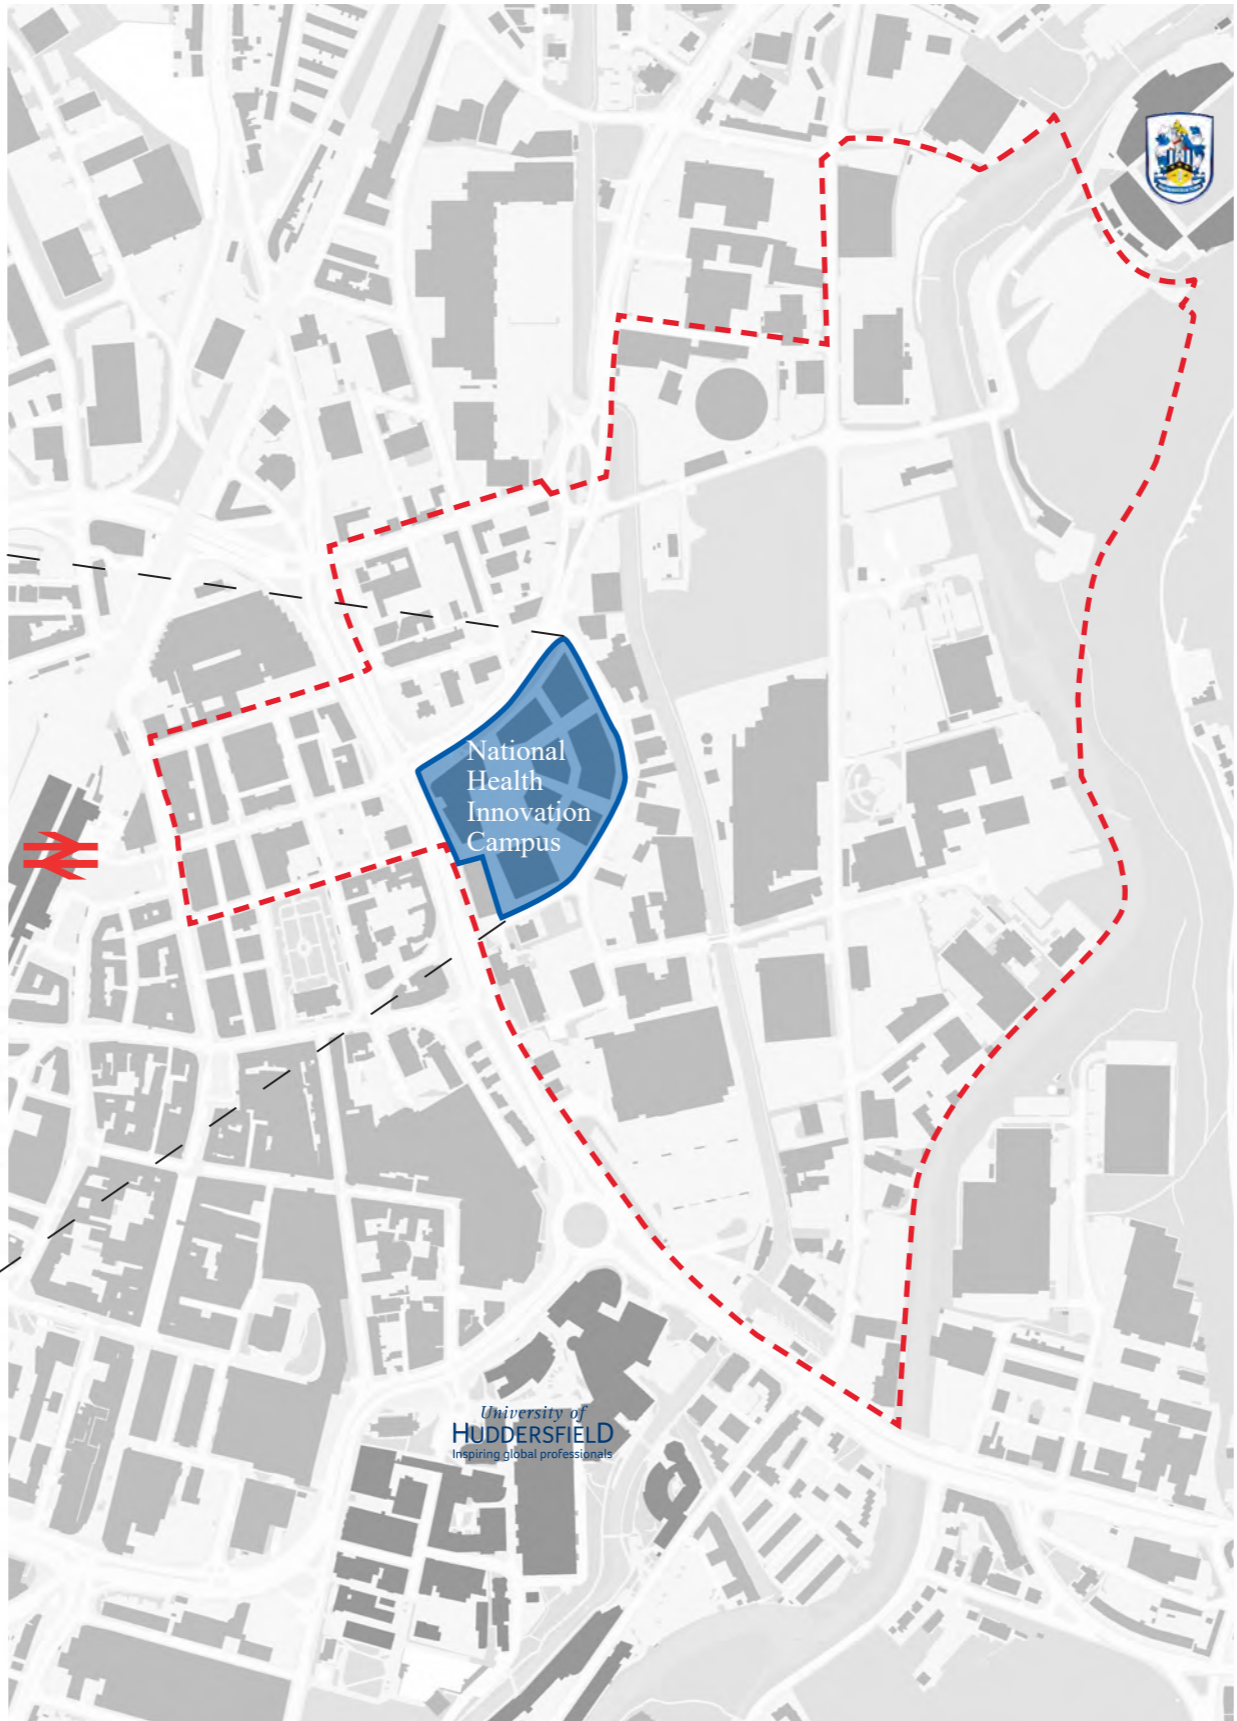 National
Health
Innovation
Campus
University of
HUDDERSFIELD
Inspiring global professionals